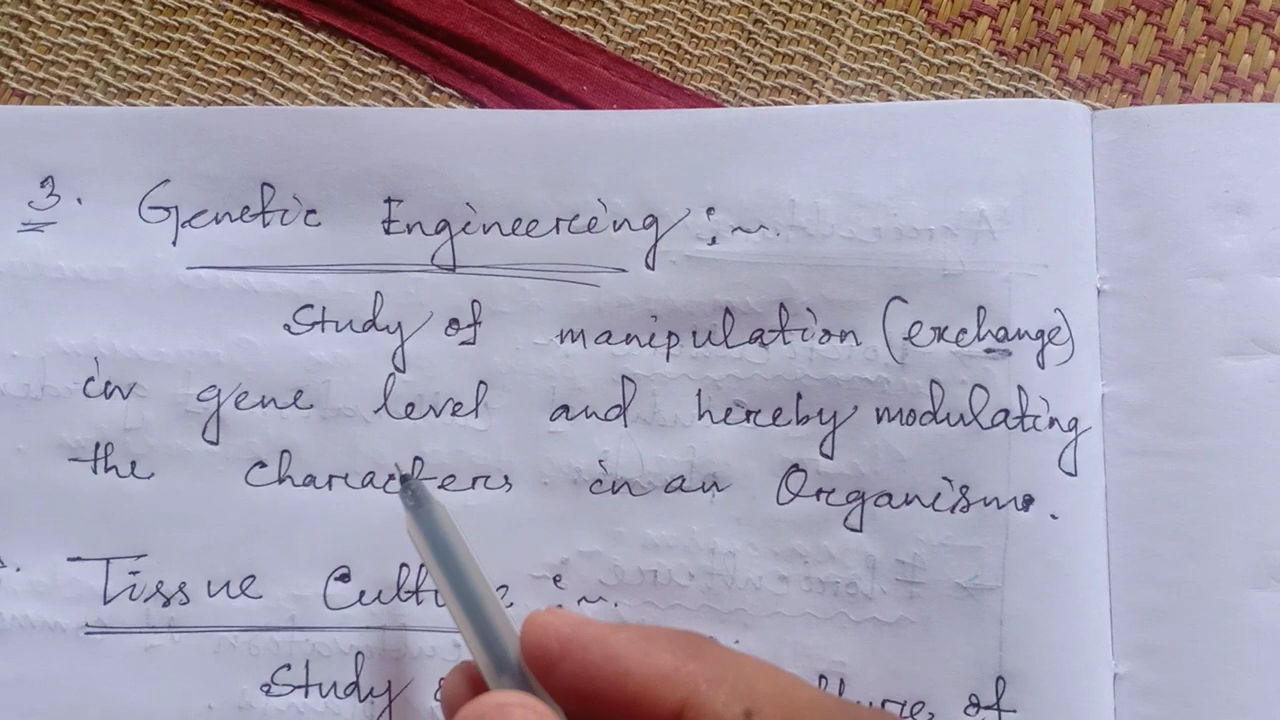 3. Genetic Engineering :~.
Study of manipulation (exchange)
in gene level and hereby modulating
the characters in an Organism.
Tissue :~.
Study of